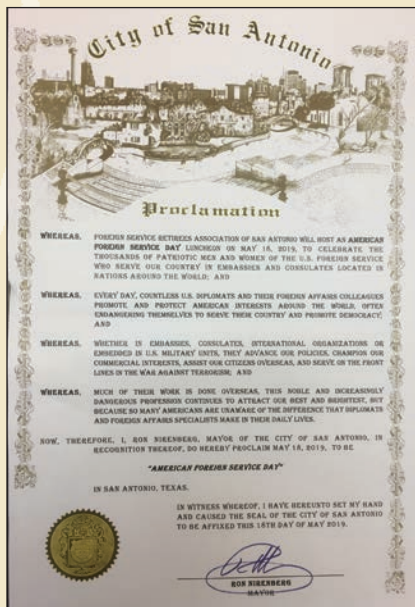 City of San Antonio
Proclamation
WHEREAS, FOREIGN SERVICE RETIREES ASSOCIATION OF SAN ANTONIO WILL HOST AS AMERICAN
FOREIGN SERVICE DAY LUNCHEON ON MAY 16, 2019, TO CELEBRATE THE
THOUSANDS OF PATRIOTIC MEN AND WOMEN OF THE U.S. FOREIGN SERVICE
WHO SERVE OUR COUNTRY IN EMBASSIES AND CONSULATES LOCATED IN
NATIONS AROUND THE WORLD; AND
WHEREAS, EVERY DAY, COUNTLESS U.S. DIPLOMATS AND THEIR FOREIGN AFFAIRS COLLEAGUES
PROMOTE AND PROTECT AMERICAN INTERESTS AROUND THE WORLD, OFTEN
ENDANGERING THEMSELVES TO SERVE THEIR COUNTRY AND PROMOTE DEMOCRACY;
AND
WHEREAS, WHETHER IS EMBASSIES, CONSULATES, INTERNATIONAL ORGANIZATIONS OR
EMBEDDED IN U.S. MILITARY UNITS, THEY ADVANCE OUR POLICIES, CHAMPION OUR
COMMERCIAL INTERESTS, ASSIST OUR CITIZENS OVERSEAS, AND SERVE ON THE FRONT
LINES IN THE WAR AGAINST TERRORISM; AND
WHEREAS, MUCH OF THEIR WORK IS DONE OVERSEAS, THIS NOBLE AND INCREASINGLY
DANGEROUS PROFESSION CONTINUES TO ATTRACT OUR BEST AND BRIGHTEST, BUT
BECAUSE SO MANY AMERICANS ARE UNAWARE OF THE DIFFERENCE THAT DIPLOMATS
AND FOREIGN AFFAIRS SPECIALISTS MAKE IN THEIR DAILY LIVES.
NOW, THEREFORE, I, RON NIRENBERG, MAYOR OF THE CITY OF SAN ANTONIO, IN
RECOGNITION THEREOF, DO HEREBY PROCLAIM MAY 16, 2019, TO BE
"AMERICAN FOREIGN SERVICE DAY"
IN SAN ANTONIO, TEXAS.
IN WITNESS WHEREOF, I HAVE HEREUNTO SET MY HAND
AND CAUSED THE SEAL OF THE CITY OF SAN ANTONIO
TO BE AFFIXED THIS 16TH DAY OF MAY 2019.
RON NIRENBERG
MAYOR